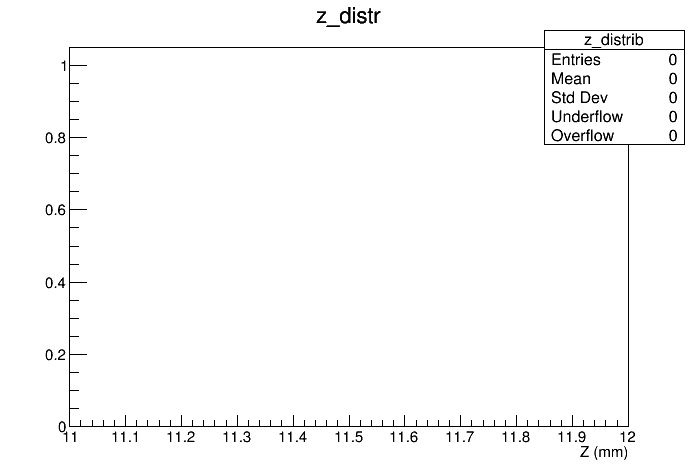 z_distr
z_distrib
Entries 0
Mean 0
Std Dev 0
Underflow 0
Overflow 0
1
0.8
0.6
0.4
0.2
0
11 11.1 11.2 11.3 11.4 11.5 11.6 11.7 11.8 11.9 12
Z (mm)